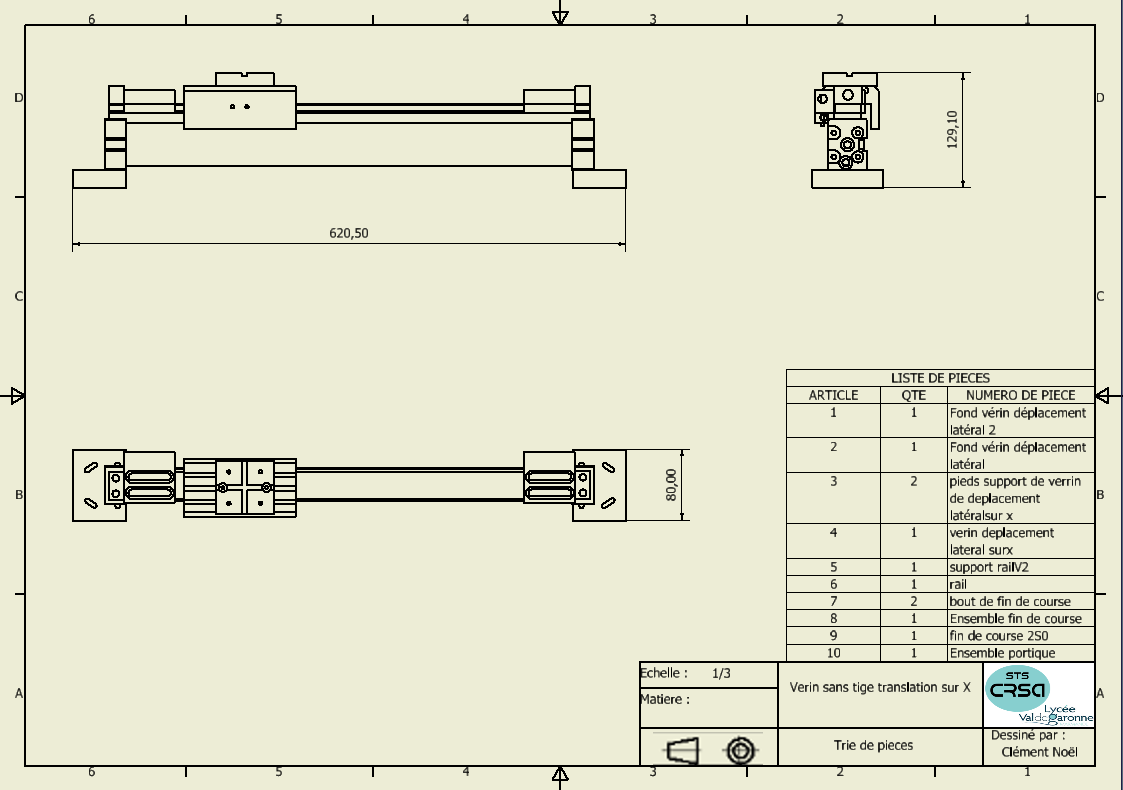 6 5 4 3 2 1
D D
129,10
620,50
C C
LISTE DE PIECES
ARTICLE QTE NUMERO DE PIECE
1 1 Fond vérin déplacement
latéral 2
2 1 Fond vérin déplacement
latéral
3 2 pieds support de verrin
de deplacement
latéralsur x
4 1 verin deplacement
lateral surx
5 1 support railV2
6 1 rail
7 2 bout de fin de course
8 1 Ensemble fin de course
9 1 fin de course 2S0
10 1 Ensemble portique
80,00
B B
Echelle : 1/3
Matiere :
Verin sans tige translation sur X
STS
CRSA
Lycée
Val de Garonne
A A
Trie de pieces
Dessiné par :
Clément Noël
6 5 4 3 2 1